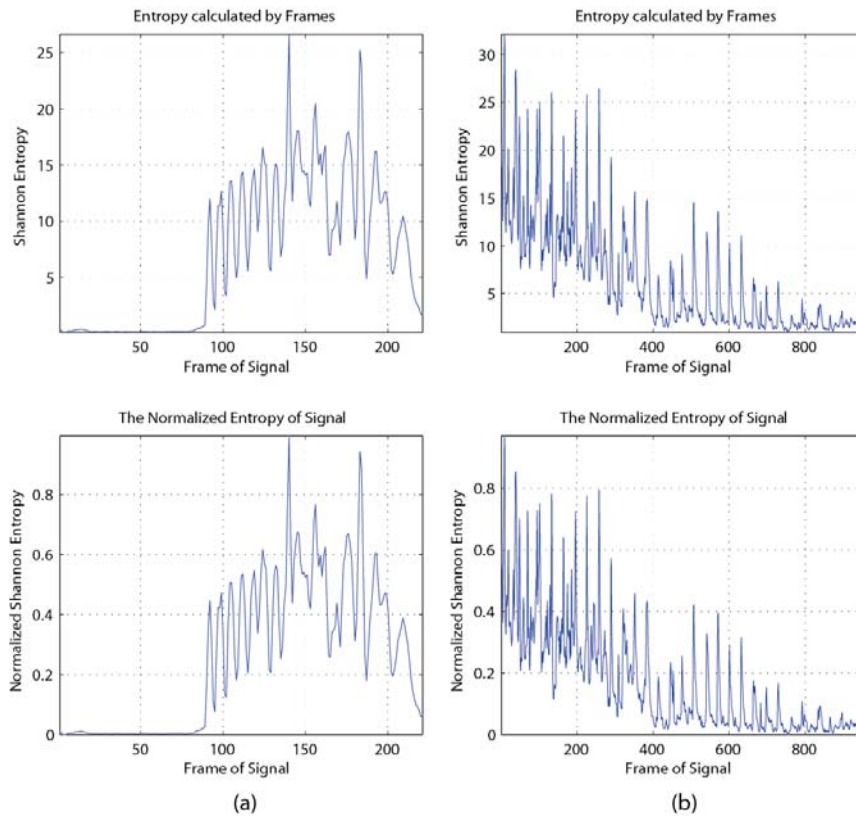 Entropy calculated by Frames
Shannon Entropy
25
20
15
10
5
50 100 150 200
Frame of Signal
Entropy calculated by Frames
Shannon Entropy
30
25
20
15
10
5
200 400 600 800
Frame of Signal
The Normalized Entropy of Signal
Normalized Shannon Entropy
0.8
0.6
0.4
0.2
0
50 100 150 200
Frame of Signal
(a)
The Normalized Entropy of Signal
Normalized Shannon Entropy
0.8
0.6
0.4
0.2
0
200 400 600 800
Frame of Signal
(b)